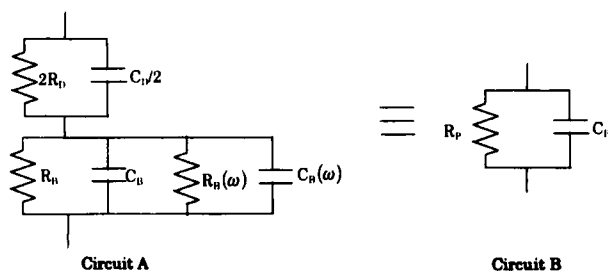 2R_D
C_D/2
R_B
C_B
R_B(ω)
C_B(ω)
R_P
C_P
Circuit A
Circuit B